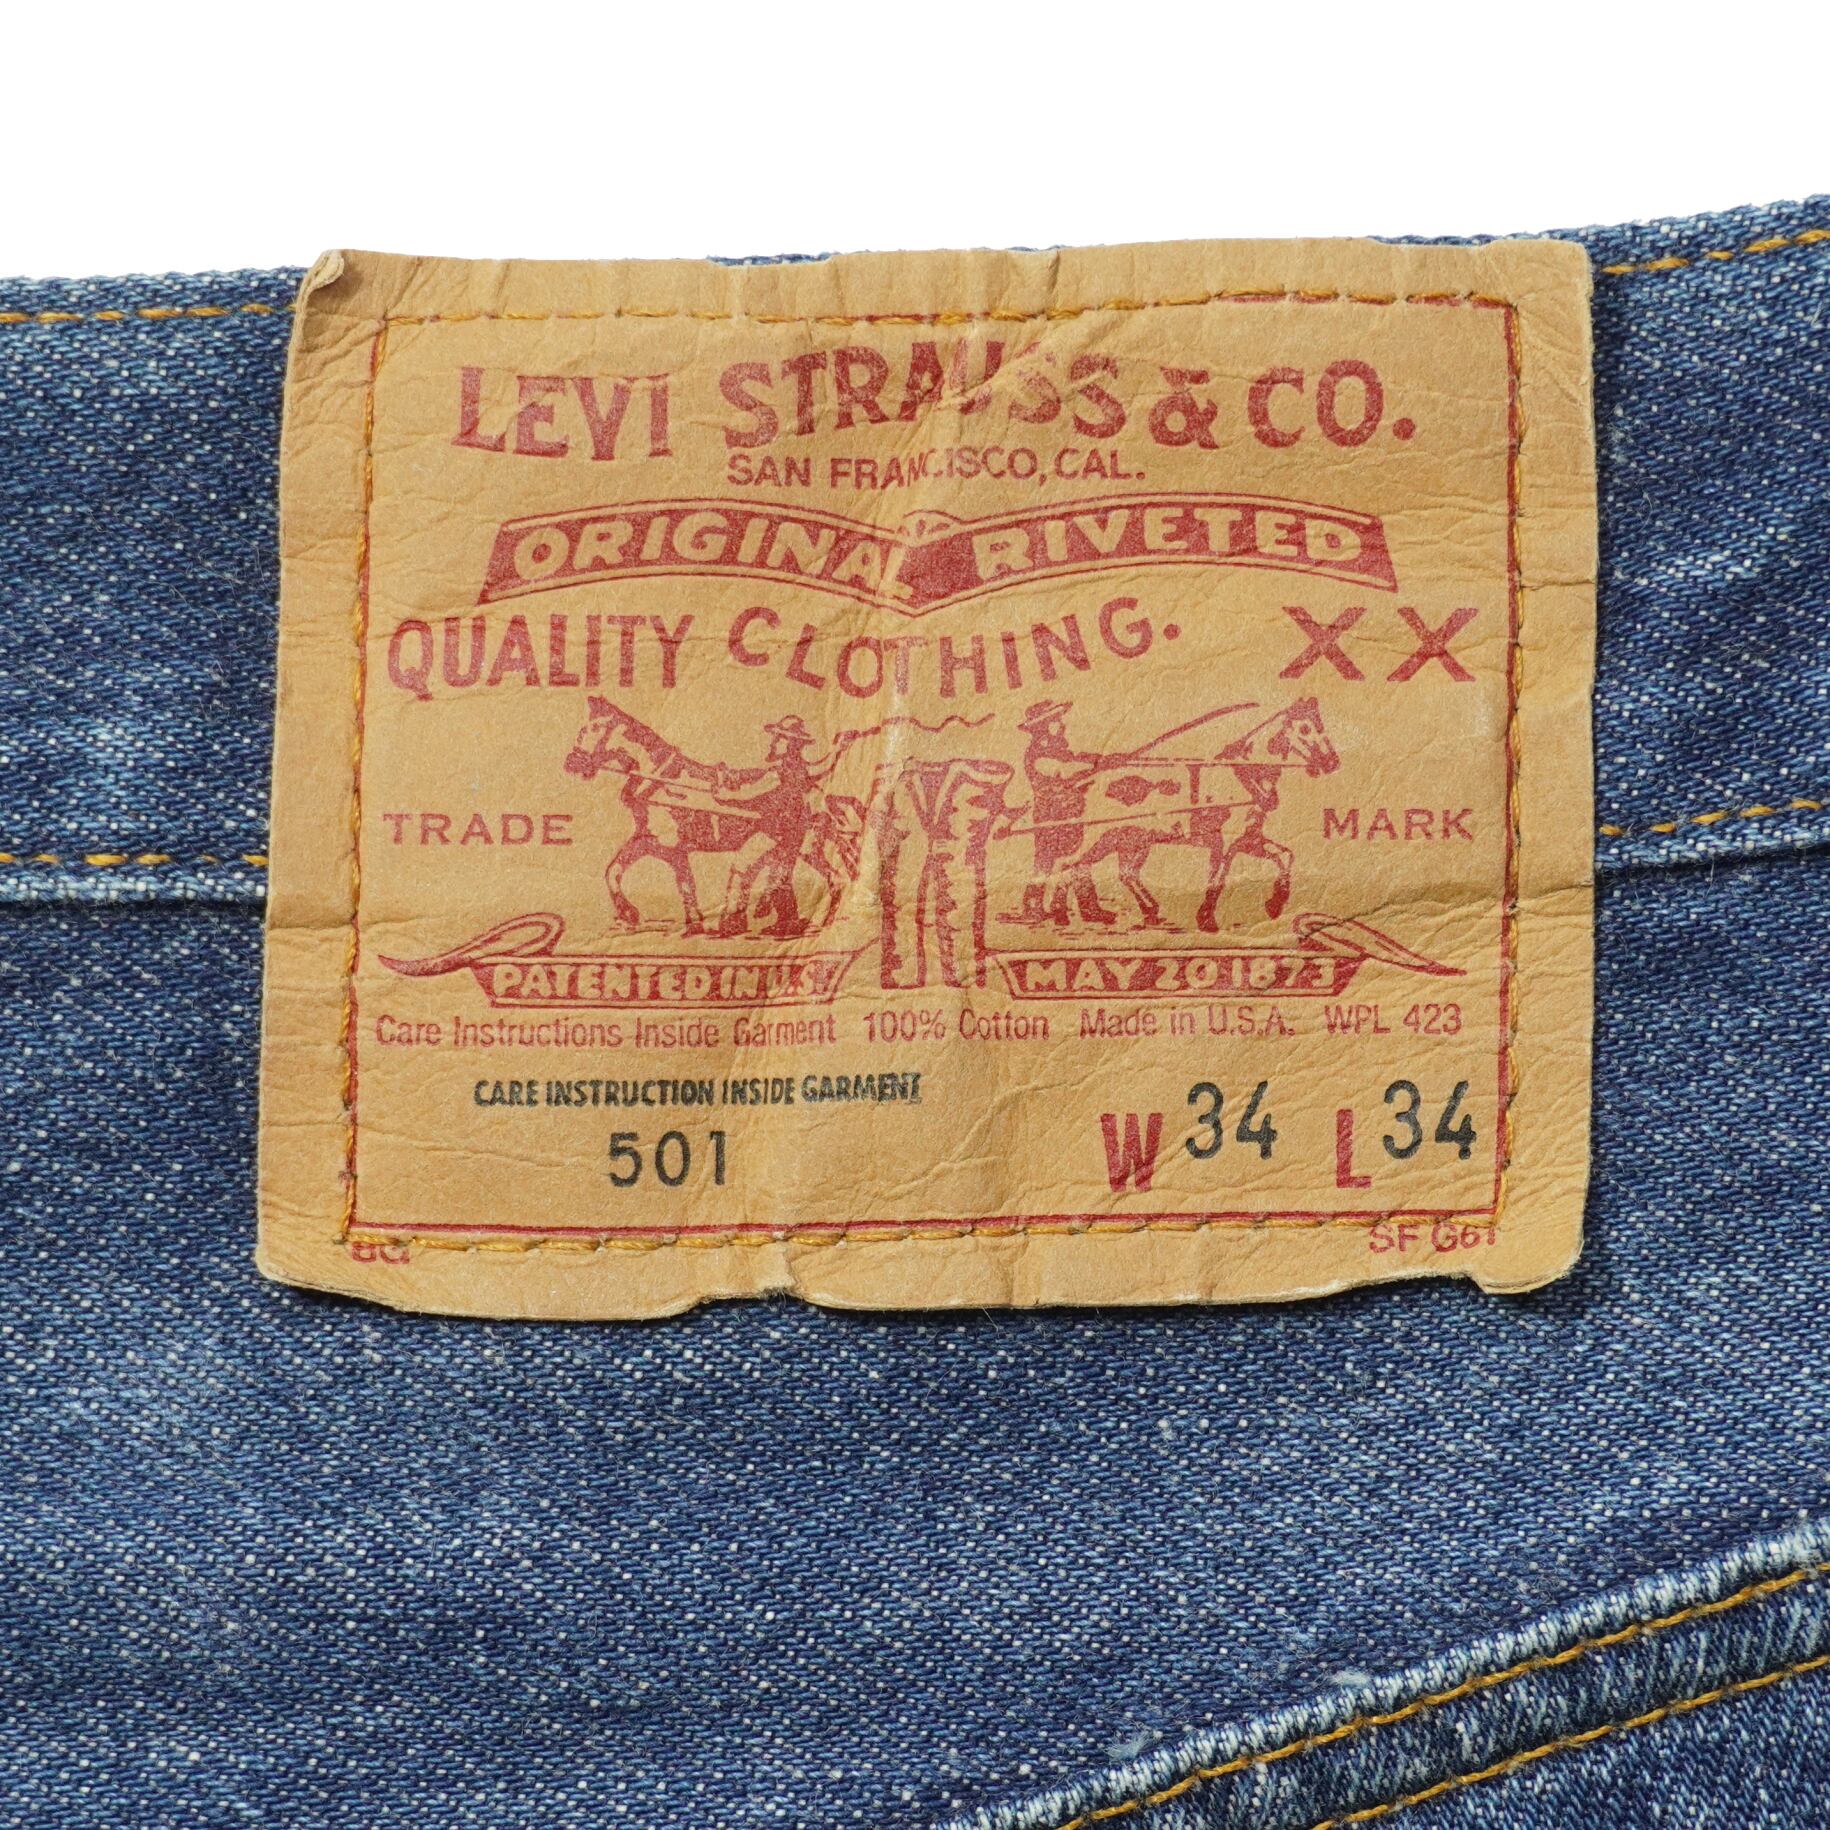 LEVI STRAUSS & CO.
SAN FRANCISCO, CAL.
ORIGINAL RIVETED
QUALITY CLOTHING. XX
TRADE MARK
PATENTED IN U.S. MAY 20 1873
Care Instructions Inside Garment 100% Cotton Made in U.S.A. WPL 423
CARE INSTRUCTION INSIDE GARMENT
501 W 34 L 34
SF